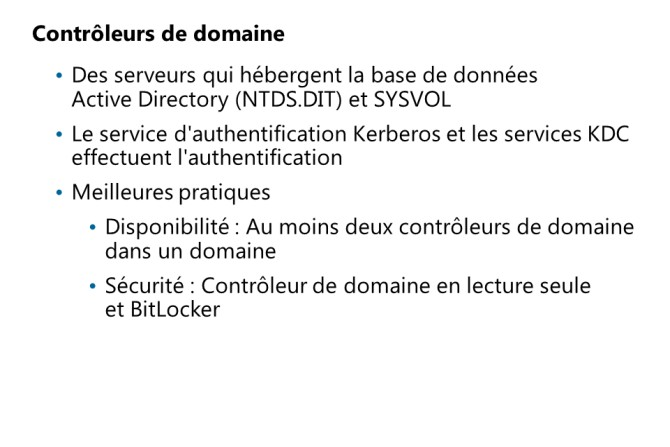 Contrôleurs de domaine
• Des serveurs qui hébergent la base de données
Active Directory (NTDS.DIT) et SYSVOL
• Le service d'authentification Kerberos et les services KDC
effectuent l'authentification
• Meilleures pratiques
• Disponibilité : Au moins deux contrôleurs de domaine
dans un domaine
• Sécurité : Contrôleur de domaine en lecture seule
et BitLocker